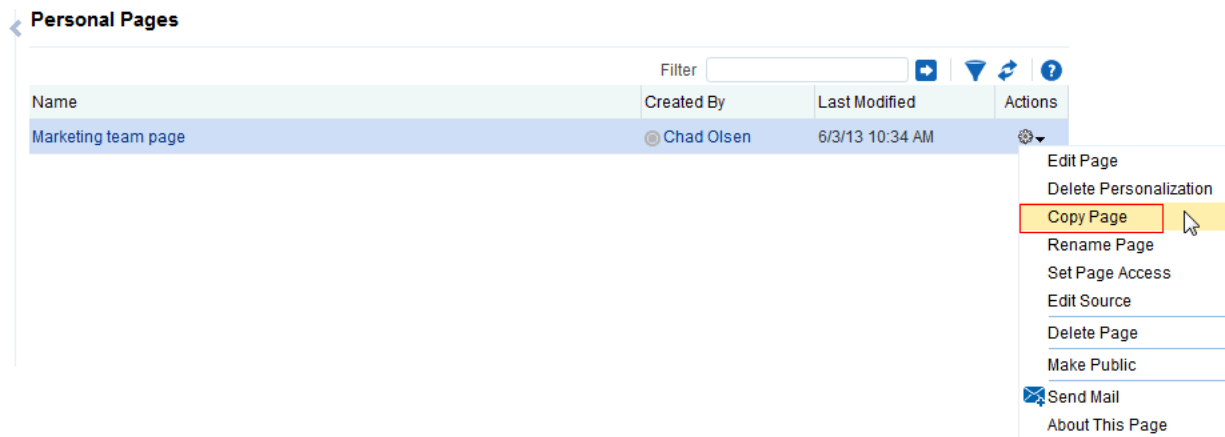 Personal Pages
Filter
Name Created By Last Modified Actions
Marketing team page Chad Olsen 6/3/13 10:34 AM
Edit Page
Delete Personalization
Copy Page
Rename Page
Set Page Access
Edit Source
Delete Page
Make Public
Send Mail
About This Page